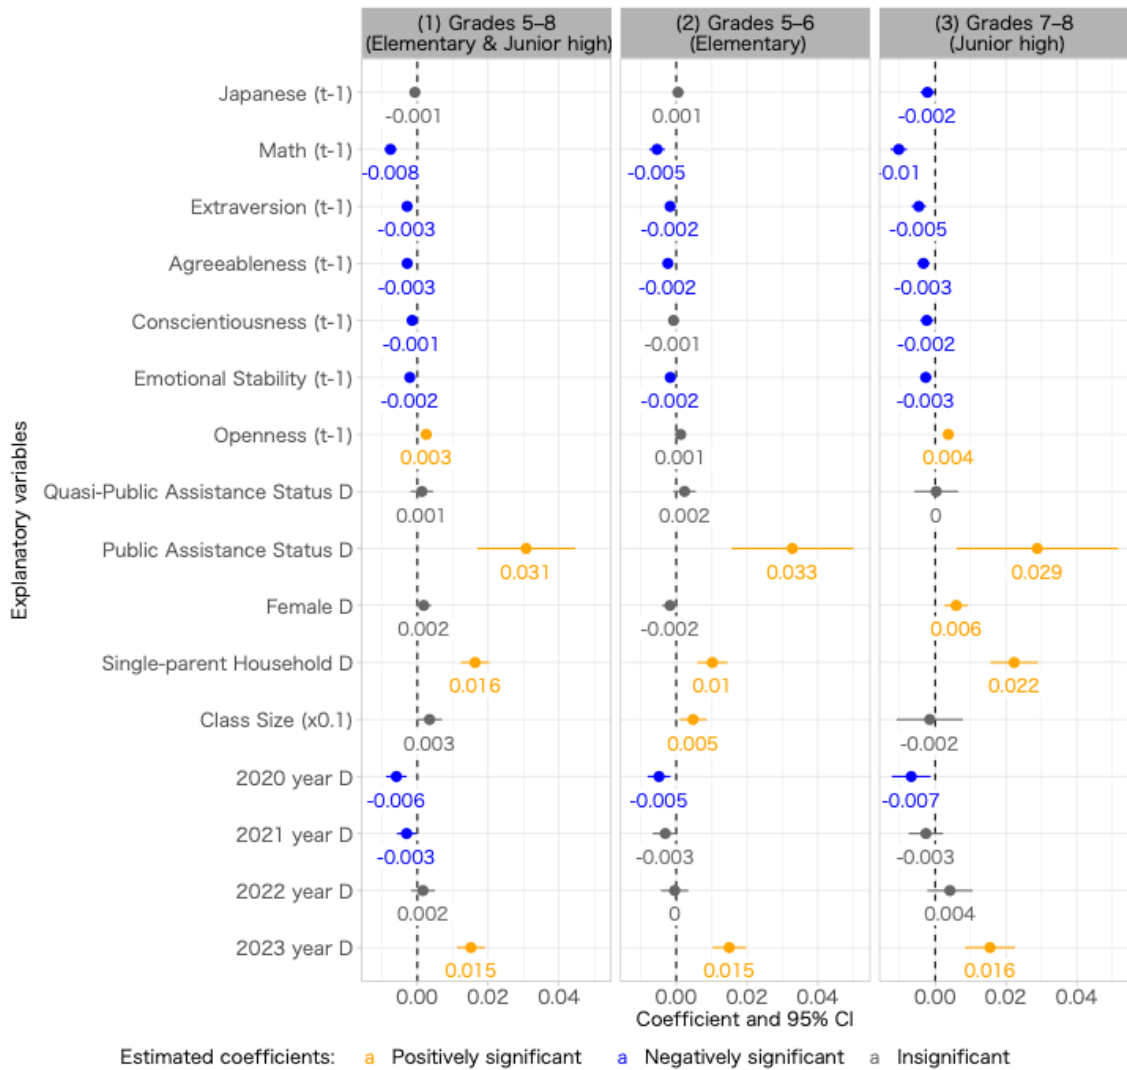 (1) Grades 5–8
(Elementary & Junior high)
(2) Grades 5–6
(Elementary)
(3) Grades 7–8
(Junior high)
Explanatory variables
Japanese (t-1)
-0.001
0.001
-0.002
Math (t-1)
-0.008
-0.005
-0.01
Extraversion (t-1)
-0.003
-0.002
-0.005
Agreeableness (t-1)
-0.003
-0.002
-0.003
Conscientiousness (t-1)
-0.001
-0.001
-0.002
Emotional Stability (t-1)
-0.002
-0.002
-0.003
Openness (t-1)
0.003
0.001
0.004
Quasi-Public Assistance Status D
0.001
0.002
0
Public Assistance Status D
0.031
0.033
0.029
Female D
0.002
-0.002
0.006
Single-parent Household D
0.016
0.01
0.022
Class Size (x0.1)
0.003
0.005
-0.002
2020 year D
-0.006
-0.005
-0.007
2021 year D
-0.003
-0.003
-0.003
2022 year D
0.002
0
0.004
2023 year D
0.015
0.015
0.016
0.00 0.02 0.04
0.00 0.02 0.04
0.00 0.02 0.04
Coefficient and 95% CI
Estimated coefficients: a Positively significant a Negatively significant a Insignificant